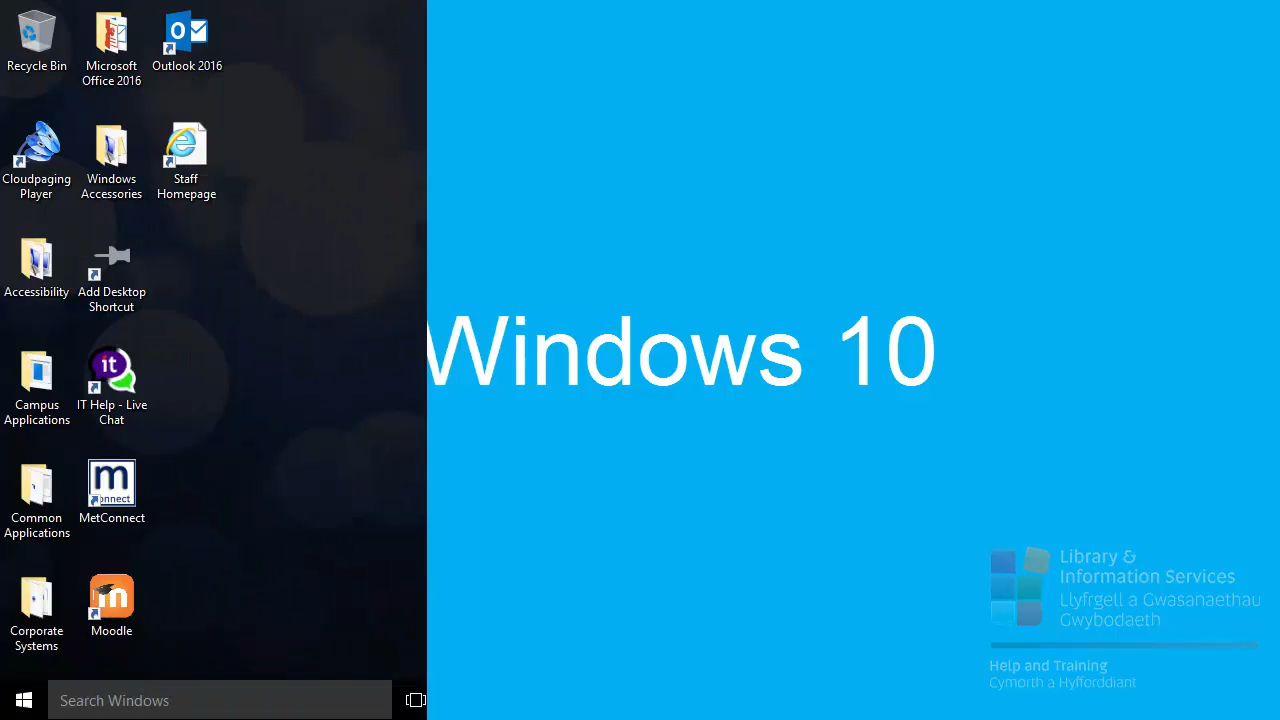 Recycle Bin
Microsoft
Office 2016
Outlook 2016
Cloudpaging
Player
Windows
Accessories
Staff
Homepage
Accessibility
Add Desktop
Shortcut
Campus
Applications
it
IT Help - Live
Chat
Common
Applications
m
onnect
MetConnect
Corporate
Systems
m
Moodle
Search Windows
Windows 10
Library &
Information Services
Llyfrgell a Gwasanaethau
Gwybodaeth
Help and Training
Cymorth a Hyfforddiant